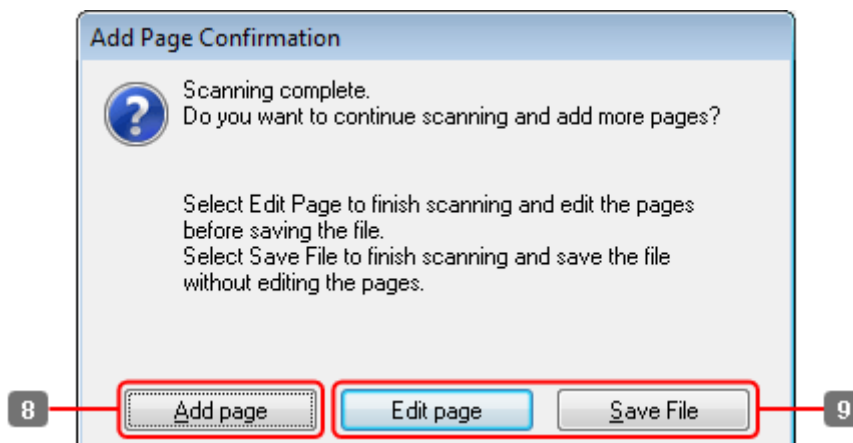 Add Page Confirmation
Scanning complete.
Do you want to continue scanning and add more pages?
Select Edit Page to finish scanning and edit the pages
before saving the file.
Select Save File to finish scanning and save the file
without editing the pages.
8 Add page Edit page Save File 9